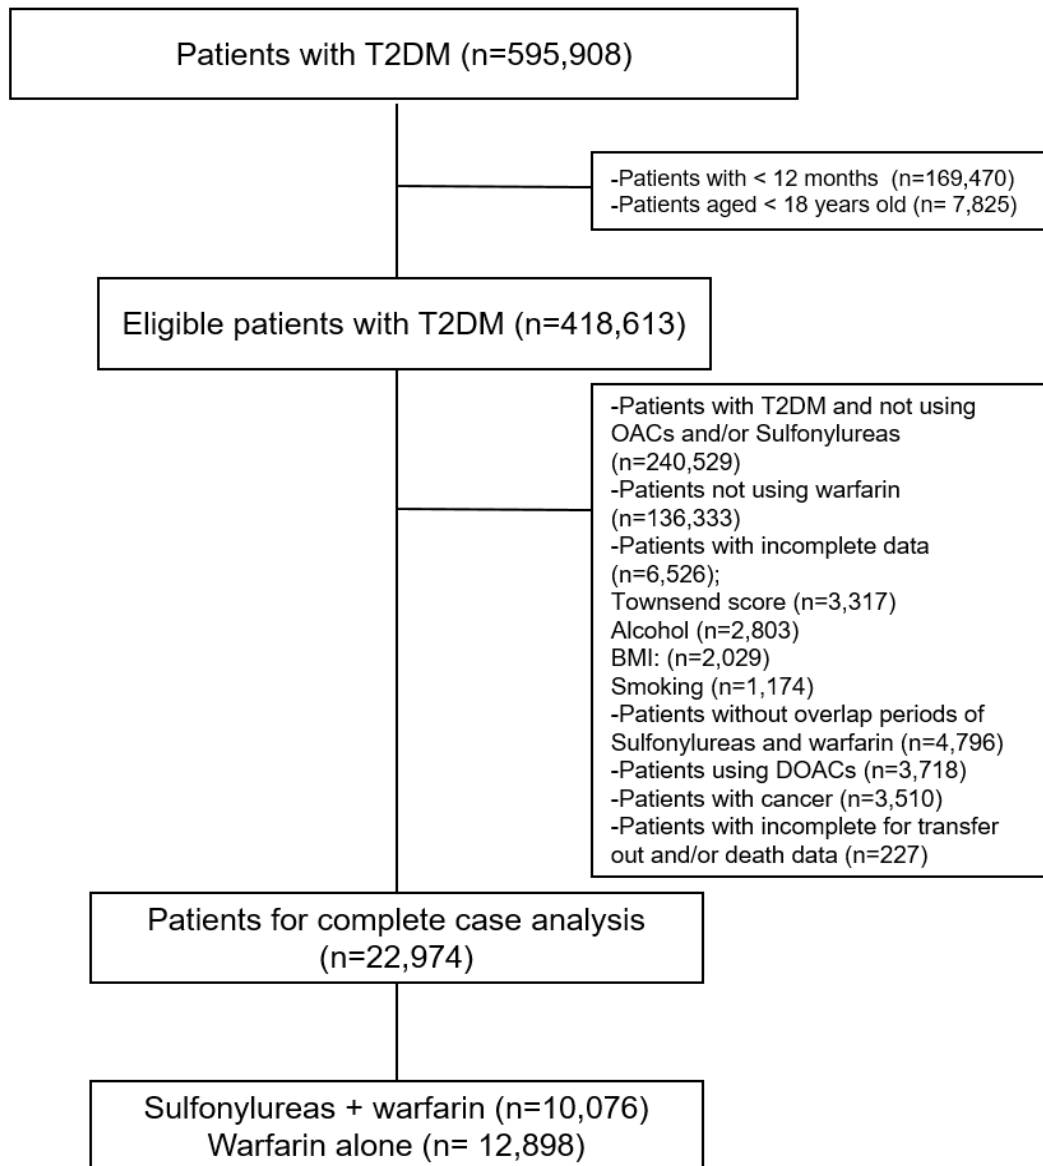 Patients with T2DM (n=595,908)
-Patients with < 12 months  (n=169,470)
-Patients aged < 18 years old (n= 7,825)
Eligible patients with T2DM (n=418,613)
-Patients with T2DM and not using
OACs and/or Sulfonylureas
(n=240,529)
-Patients not using warfarin
(n=136,333)
-Patients with incomplete data
(n=6,526);
Townsend score (n=3,317)
Alcohol (n=2,803)
BMI: (n=2,029)
Smoking (n=1,174)
-Patients without overlap periods of
Sulfonylureas and warfarin (n=4,796)
-Patients using DOACs (n=3,718)
-Patients with cancer (n=3,510)
-Patients with incomplete for transfer
out and/or death data (n=227)
Patients for complete case analysis
(n=22,974)
Sulfonylureas + warfarin (n=10,076)
Warfarin alone (n= 12,898)